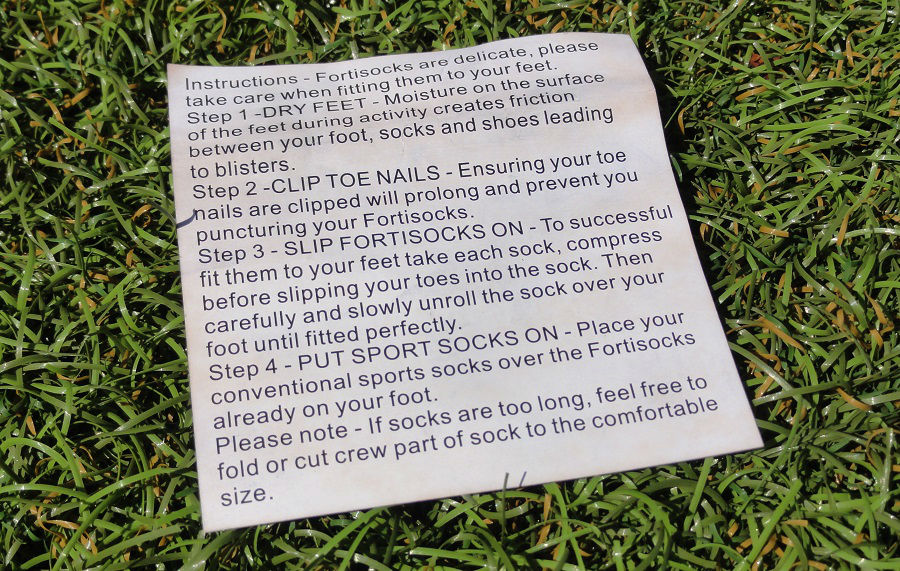 Instructions - Fortisocks are delicate, please
take care when fitting them to your feet.
Step 1 -DRY FEET - Moisture on the surface
of the feet during activity creates friction
between your foot, socks and shoes leading
to blisters.
Step 2 -CLIP TOE NAILS - Ensuring your toe
nails are clipped will prolong and prevent you
puncturing your Fortisocks.
Step 3 - SLIP FORTISOCKS ON - To successful
fit them to your feet take each sock, compress
before slipping your toes into the sock. Then
carefully and slowly unroll the sock over your
foot until fitted perfectly.
Step 4 - PUT SPORT SOCKS ON - Place your
conventional sports socks over the Fortisocks
already on your foot.
Please note - If socks are too long, feel free to
fold or cut crew part of sock to the comfortable
size.